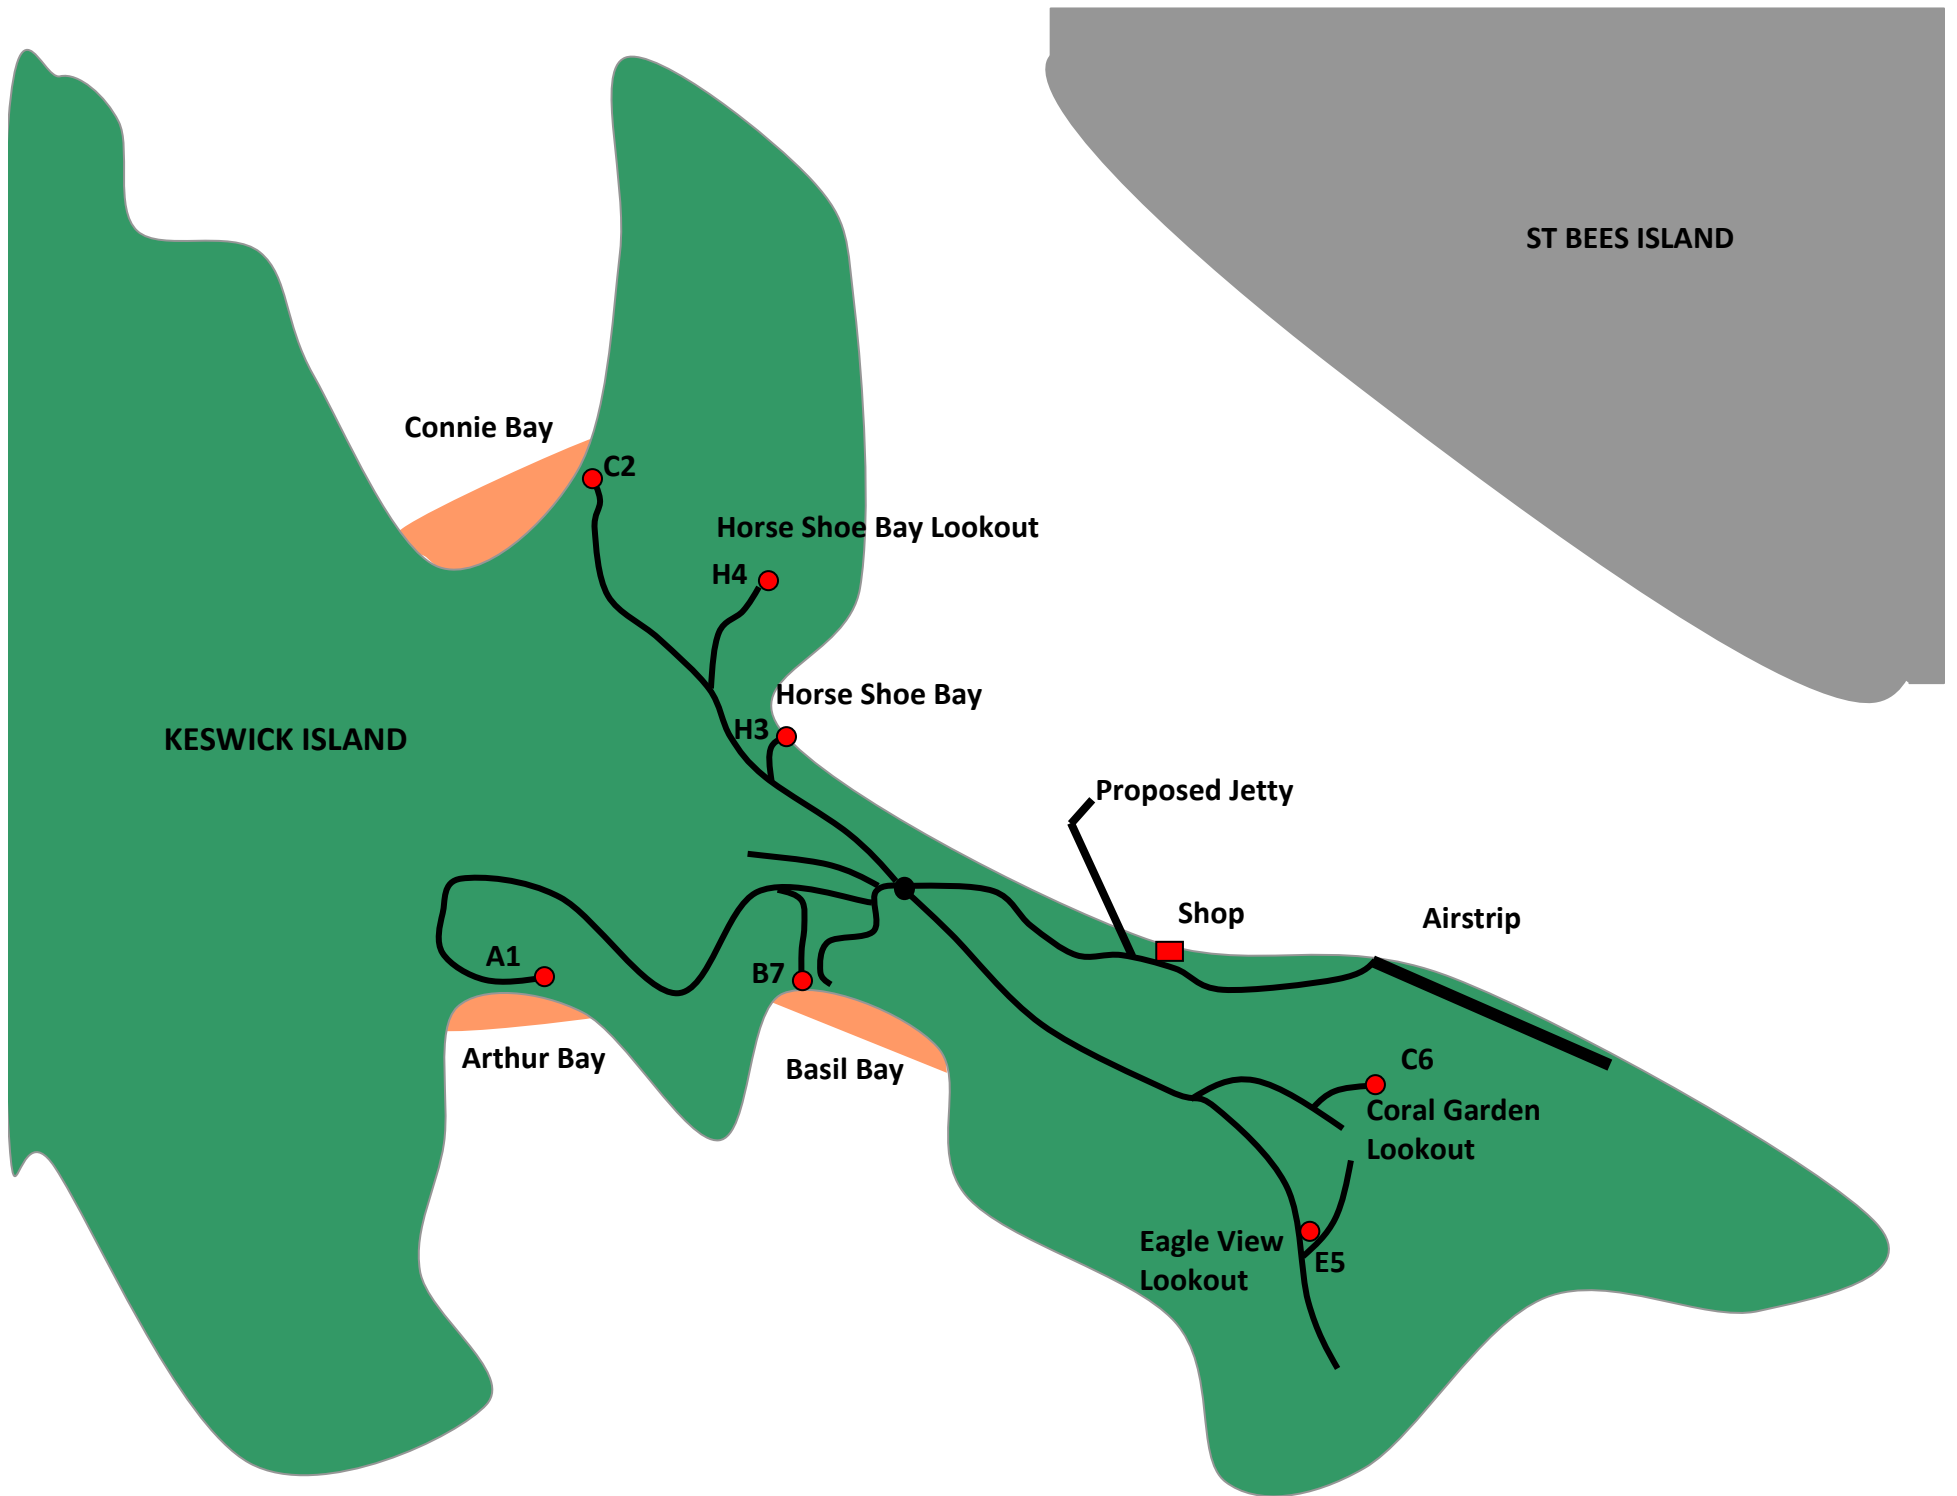 ST BEES ISLAND
Connie Bay
C2
Horse Shoe Bay Lookout
H4
Horse Shoe Bay
H3
KESWICK ISLAND
Proposed Jetty
Shop
Airstrip
A1
B7
Arthur Bay
Basil Bay
C6
Coral Garden
Lookout
Eagle View
Lookout
E5